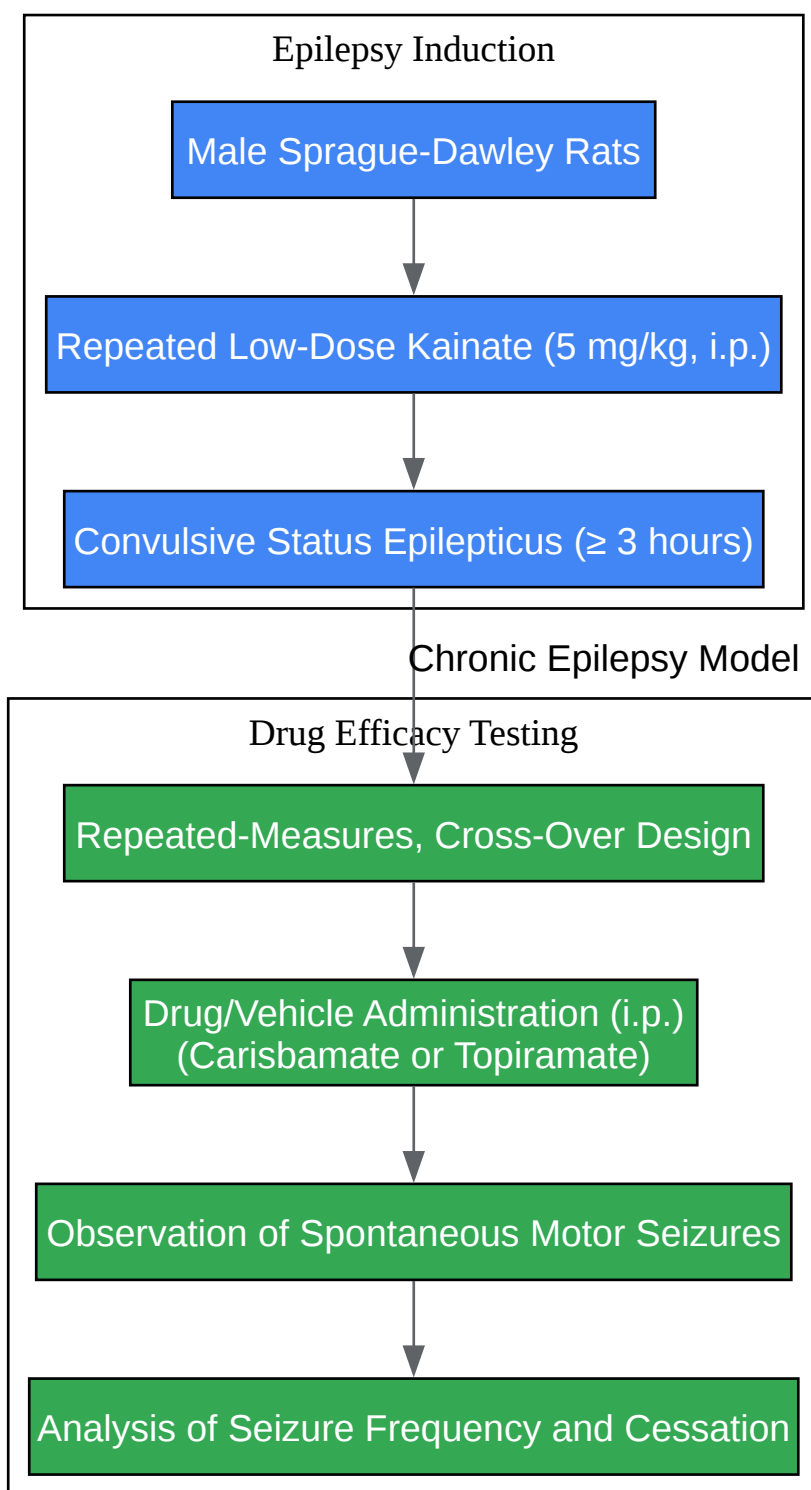 Epilepsy Induction
Male Sprague-Dawley Rats
Repeated Low-Dose Kainate (5 mg/kg, i.p.)
Convulsive Status Epilepticus (≥ 3 hours)
Chronic Epilepsy Model
Drug Efficacy Testing
Repeated-Measures, Cross-Over Design
Drug/Vehicle Administration (i.p.)
(Carisbamate or Topiramate)
Observation of Spontaneous Motor Seizures
Analysis of Seizure Frequency and Cessation